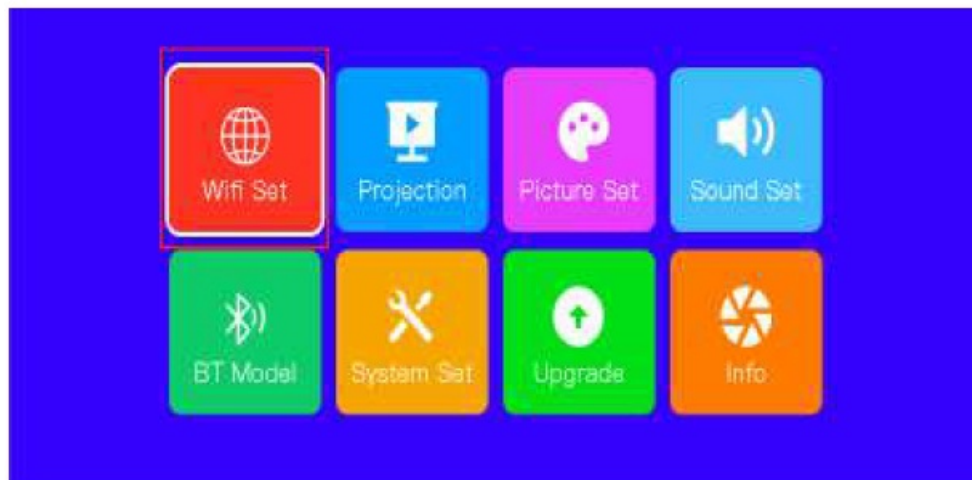 Wifi Set
Projection
Picture Set
Sound Set
BT Model
System Set
Upgrade
Info